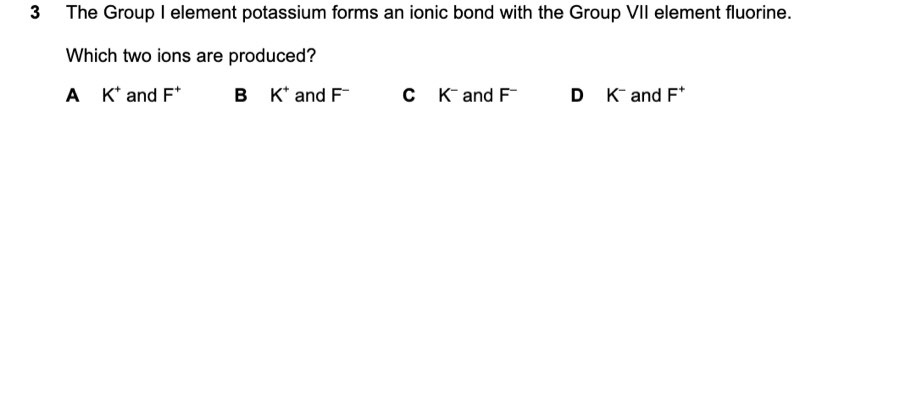 3 The Group I element potassium forms an ionic bond with the Group VII element fluorine.
Which two ions are produced?
A K⁺ and F⁺ B K⁺ and F⁻ C K⁻ and F⁻ D K⁻ and F⁺